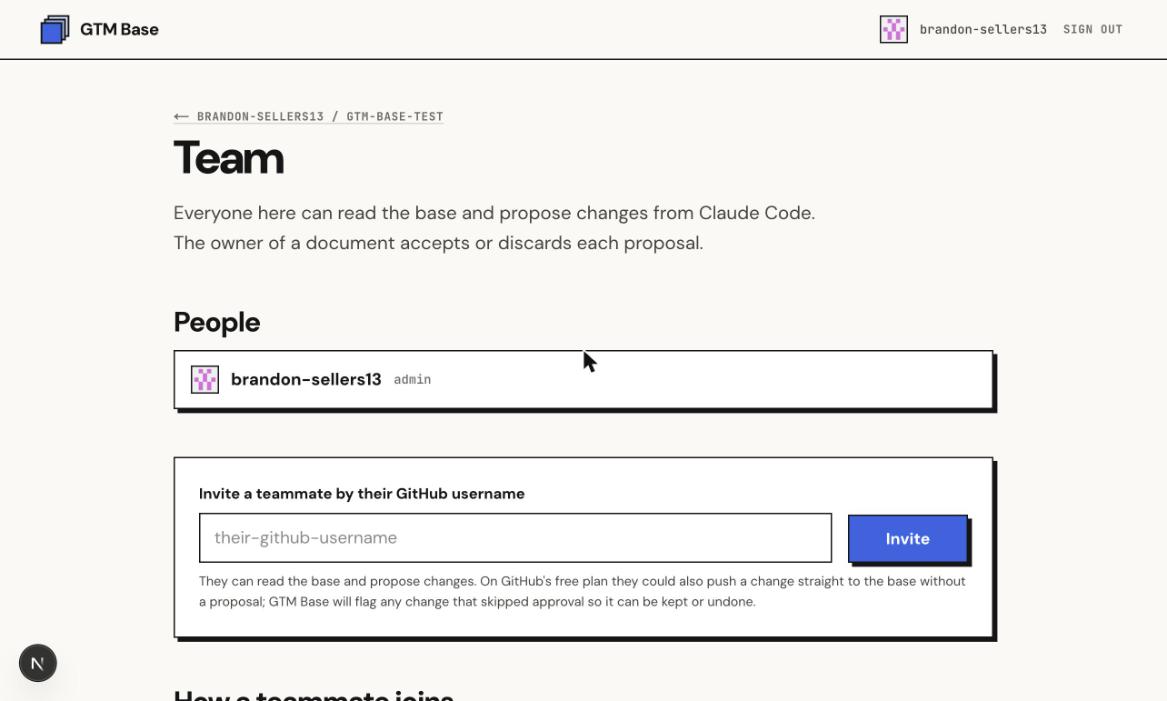 GTM Base
brandon-sellers13 SIGN OUT
← BRANDON-SELLERS13 / GTM-BASE-TEST
Team
Everyone here can read the base and propose changes from Claude Code.
The owner of a document accepts or discards each proposal.
People
brandon-sellers13 admin
Invite a teammate by their GitHub username
their-github-username
Invite
They can read the base and propose changes. On GitHub's free plan they could also push a change straight to the base without
a proposal; GTM Base will flag any change that skipped approval so it can be kept or undone.
N
How a teammate joins